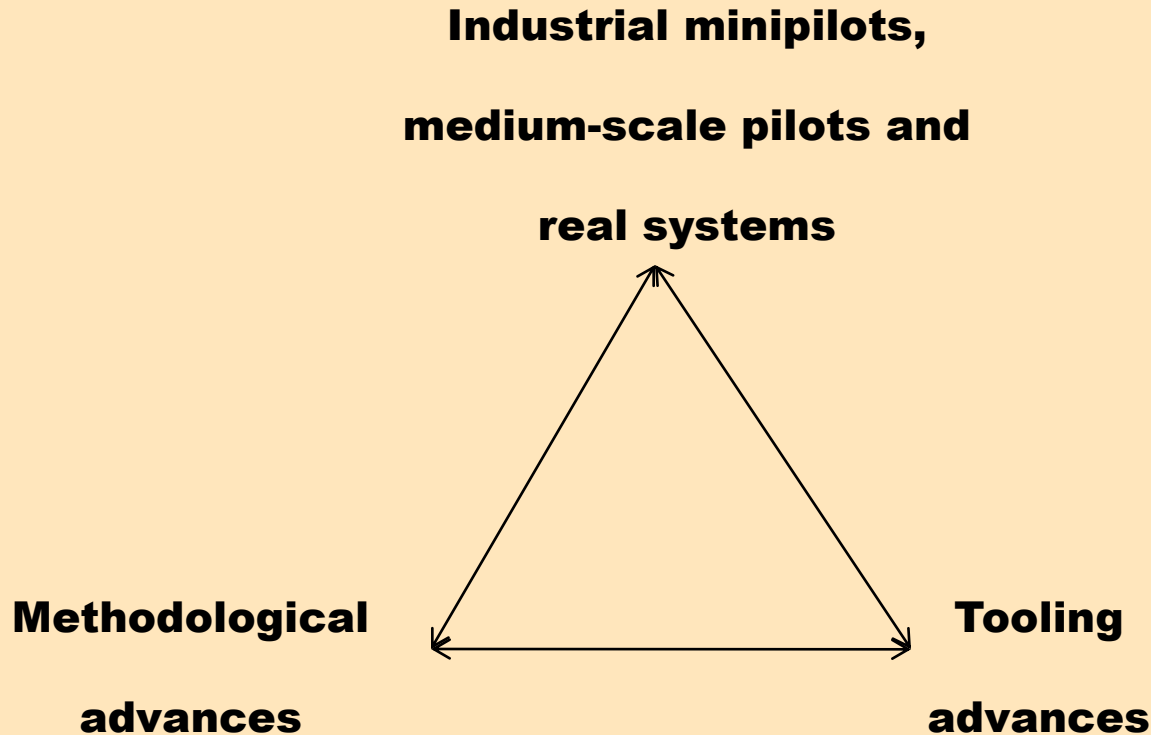 Industrial minipilots,
medium-scale pilots and
real systems
Methodological
advances
Tooling
advances